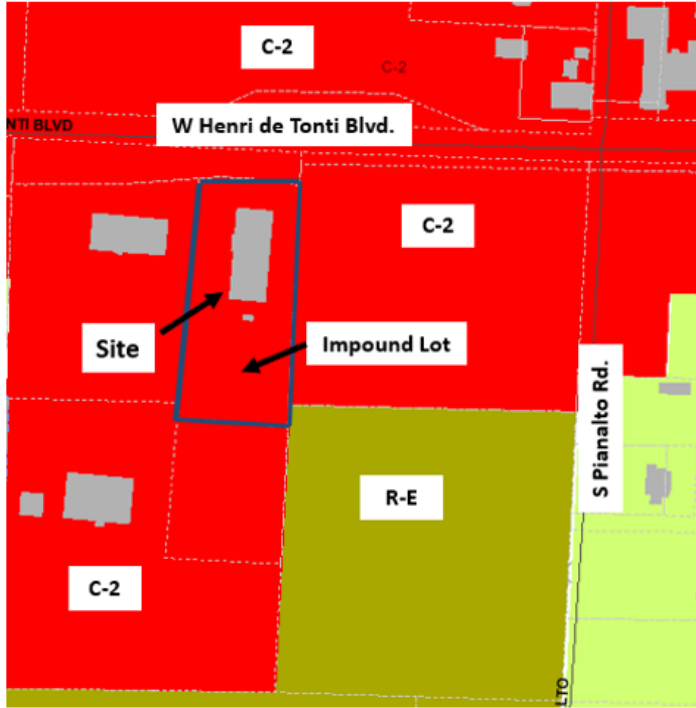 C-2
C-2
NTI BLVD
W Henri de Tonti Blvd.
C-2
Site
Impound Lot
S Pianalto Rd.
R-E
C-2
LTO